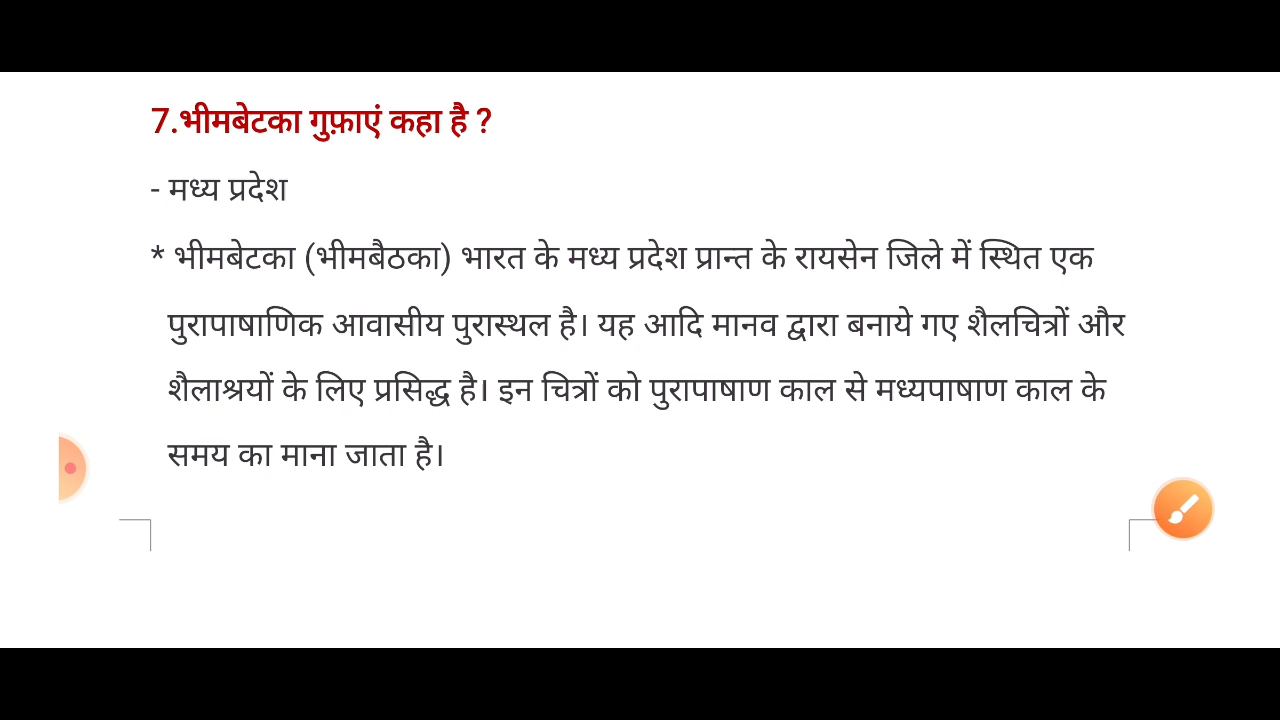 7.भीमबेटका गुफ़ाएं कहा है ?
- मध्य प्रदेश
* भीमबेटका (भीमबैठका) भारत के मध्य प्रदेश प्रान्त के रायसेन जिले में स्थित एक
पुरापाषाणिक आवासीय पुरास्थल है। यह आदि मानव द्वारा बनाये गए शैलचित्रों और
शैलाश्रयों के लिए प्रसिद्ध है। इन चित्रों को पुरापाषाण काल से मध्यपाषाण काल के
समय का माना जाता है।